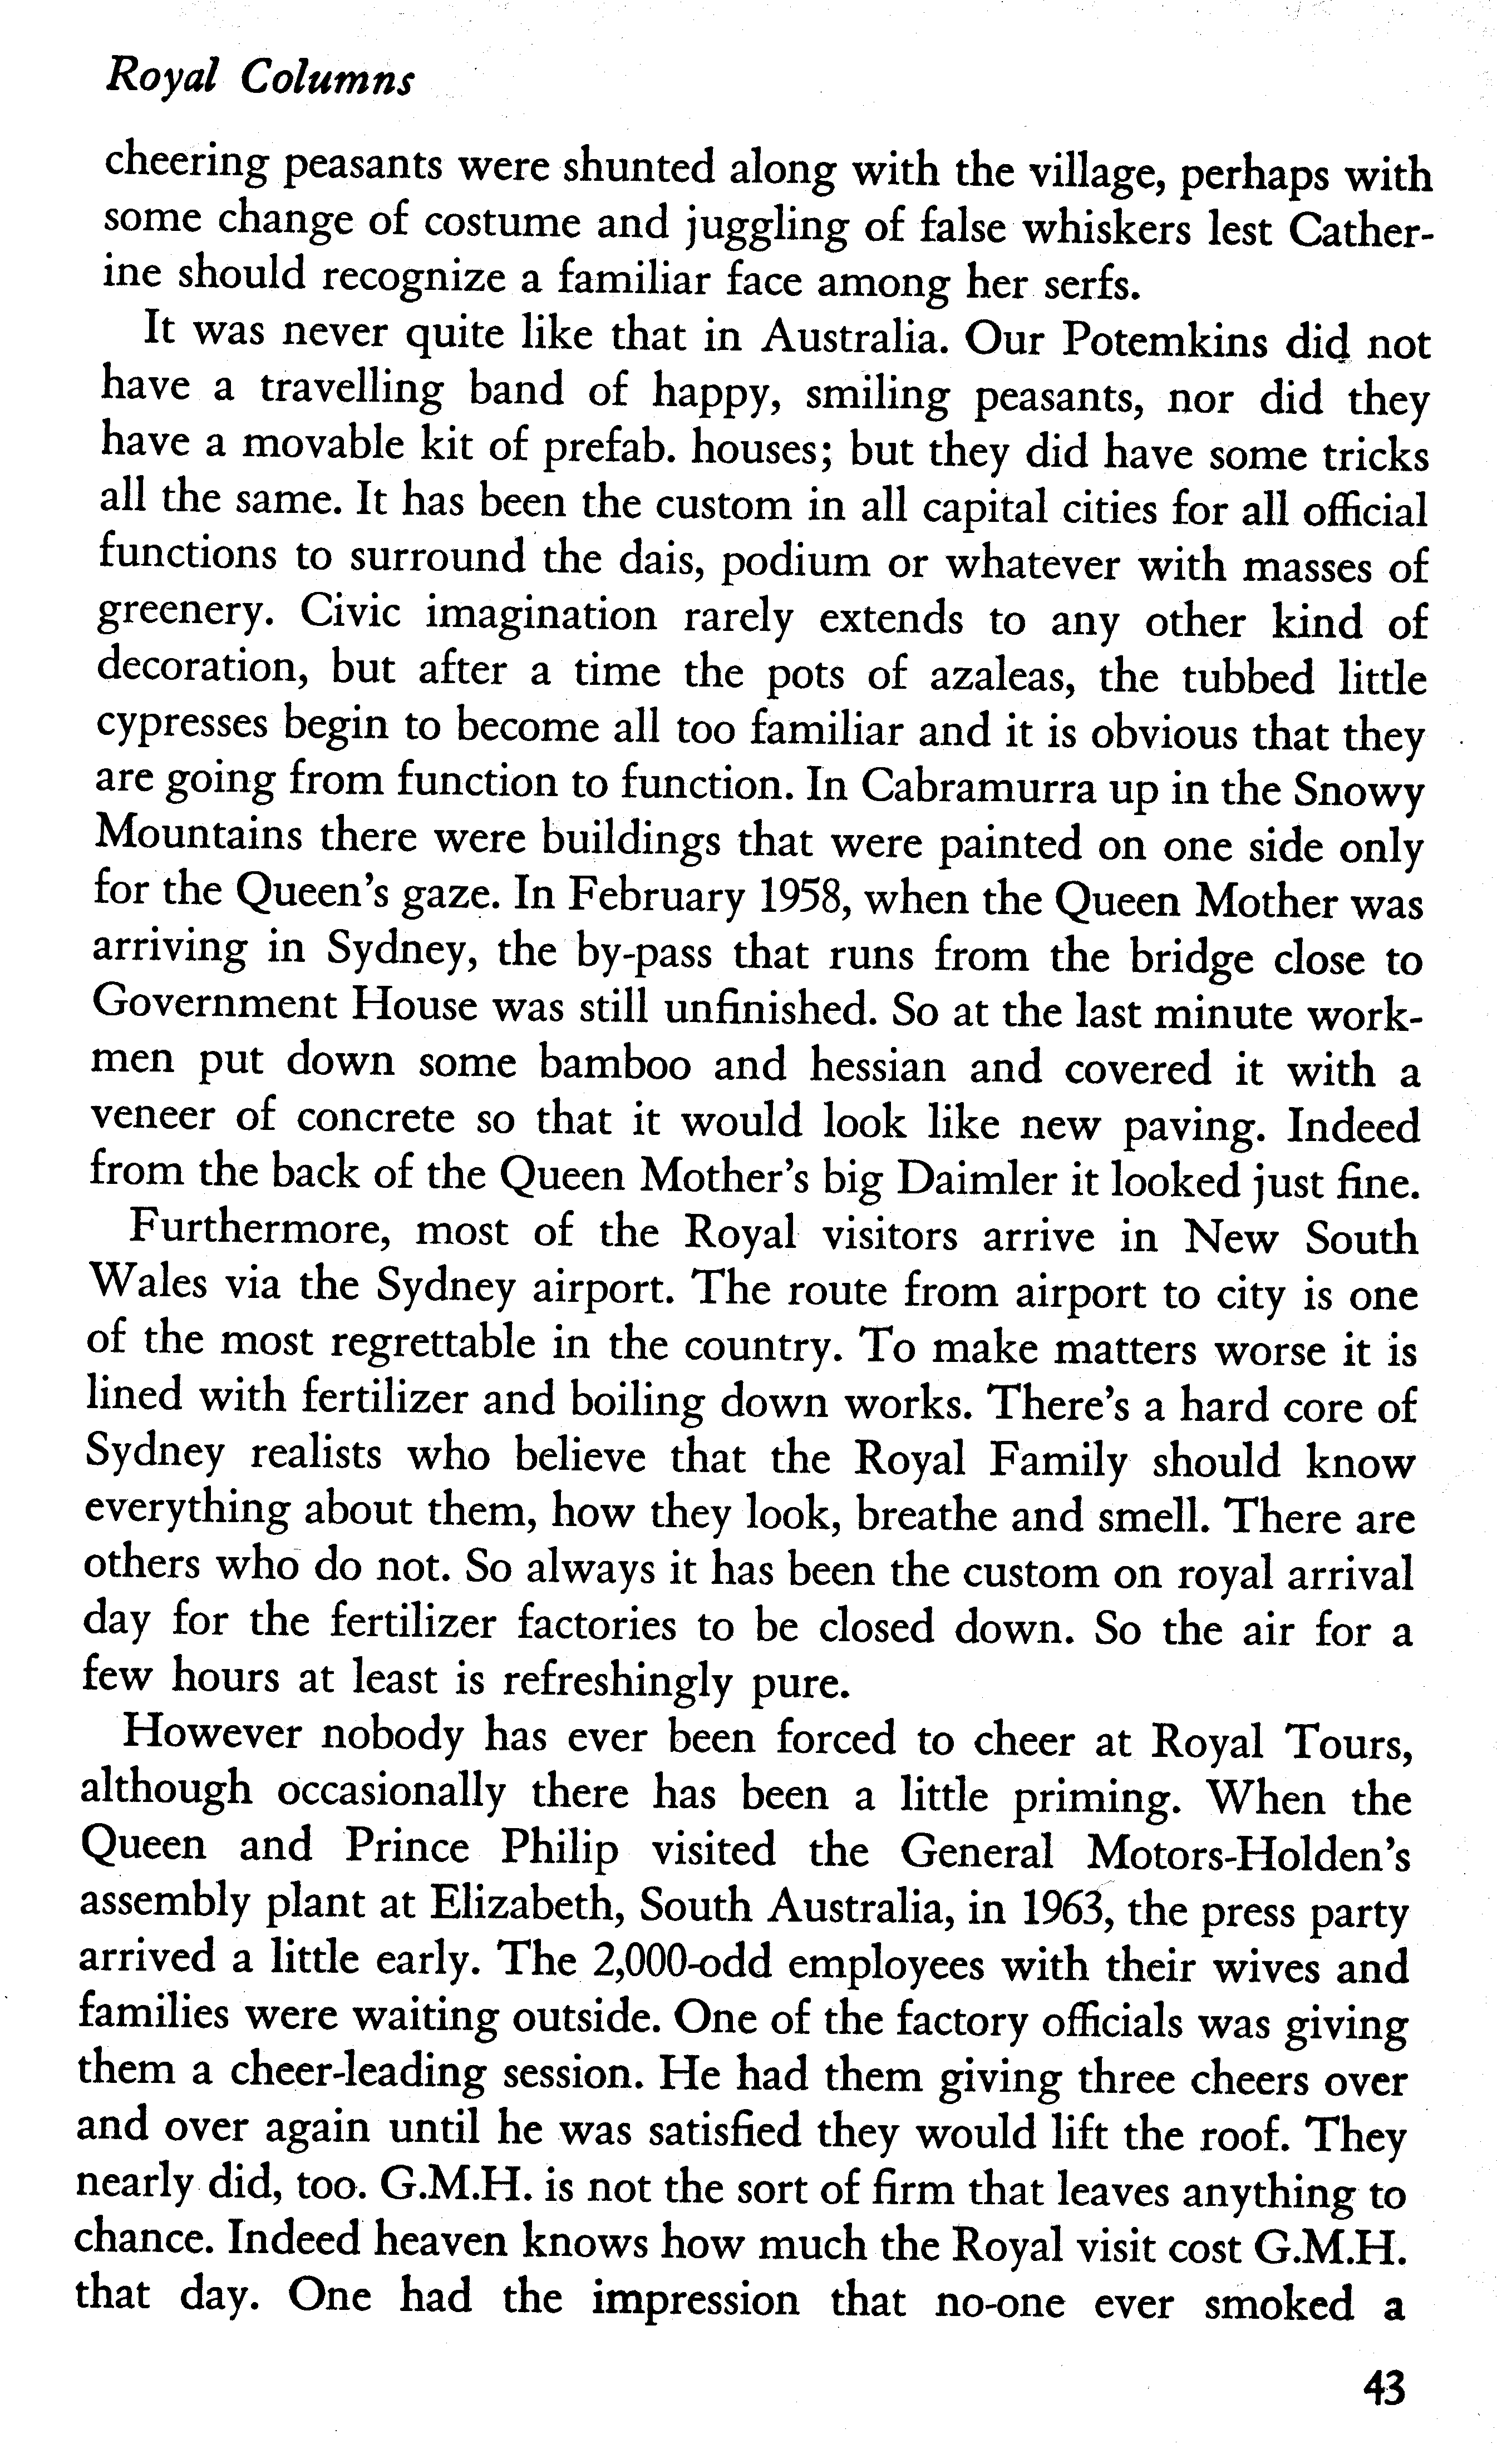 Royal Columns
cheering peasants were shunted along with the village, perhaps with
some change of costume and juggling of false whiskers lest Cather-
ine should recognize a familiar face among her serfs.
It was never quite like that in Australia. Our Potemkins did not
have a travelling band of happy, smiling peasants, nor did they
have a movable kit of prefab. houses; but they did have some tricks
all the same. It has been the custom in all capital cities for all official
functions to surround the dais, podium or whatever with masses of
greenery. Civic imagination rarely extends to any other kind of
decoration, but after a time the pots of azaleas, the tubbed little
cypresses begin to become all too familiar and it is obvious that they
are going from function to function. In Cabramurra up in the Snowy
Mountains there were buildings that were painted on one side only
for the Queen's gaze. In February 1958, when the Queen Mother was
arriving in Sydney, the by-pass that runs from the bridge close to
Government House was still unfinished. So at the last minute work-
men put down some bamboo and hessian and covered it with a
veneer of concrete so that it would look like new paving. Indeed
from the back of the Queen Mother's big Daimler it looked just fine.
Furthermore, most of the Royal visitors arrive in New South
Wales via the Sydney airport. The route from airport to city is one
of the most regrettable in the country. To make matters worse it is
lined with fertilizer and boiling down works. There's a hard core of
Sydney realists who believe that the Royal Family should know
everything about them, how they look, breathe and smell. There are
others who do not. So always it has been the custom on royal arrival
day for the fertilizer factories to be closed down. So the air for a
few hours at least is refreshingly pure.
However nobody has ever been forced to cheer at Royal Tours,
although occasionally there has been a little priming. When the
Queen and Prince Philip visited the General Motors-Holden's
assembly plant at Elizabeth, South Australia, in 1963, the press party
arrived a little early. The 2,000-odd employees with their wives and
families were waiting outside. One of the factory officials was giving
them a cheer-leading session. He had them giving three cheers over
and over again until he was satisfied they would lift the roof. They
nearly did, too. G.M.H. is not the sort of firm that leaves anything to
chance. Indeed heaven knows how much the Royal visit cost G.M.H.
that day. One had the impression that no-one ever smoked a
43